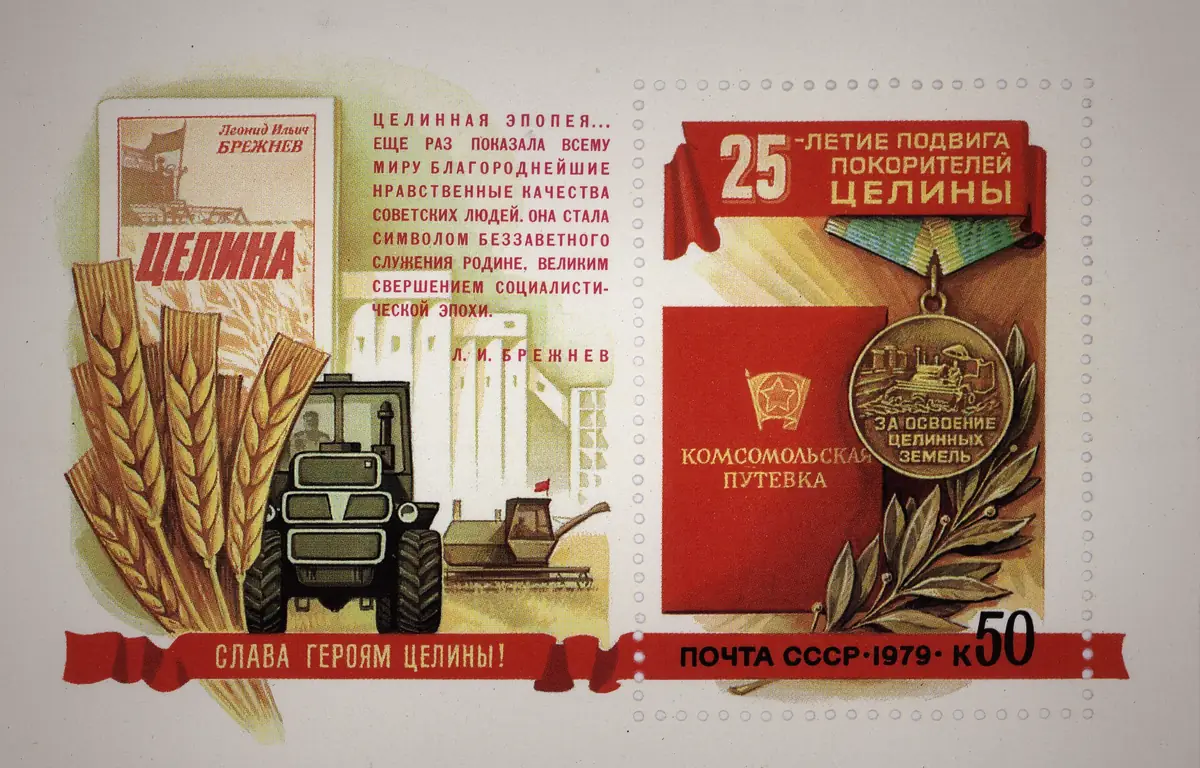 Леонид Ильич
БРЕЖНЕВ
ЦЕЛИНА
ЦЕЛИННАЯ ЭПОПЕЯ...
ЕЩЕ РАЗ ПОКАЗАЛА ВСЕМУ
МИРУ БЛАГОРОДНЕЙШИЕ
НРАВСТВЕННЫЕ КАЧЕСТВА
СОВЕТСКИХ ЛЮДЕЙ. ОНА СТАЛА
СИМВОЛОМ БЕЗЗАВЕТНОГО
СЛУЖЕНИЯ РОДИНЕ, ВЕЛИКИМ
СВЕРШЕНИЕМ СОЦИАЛИСТИ-
ЧЕСКОЙ ЭПОХИ.
Л. И. БРЕЖНЕВ
СЛАВА ГЕРОЯМ ЦЕЛИНЫ!
25-ЛЕТИЕ ПОДВИГА
ПОКОРИТЕЛЕЙ
ЦЕЛИНЫ
КОМСОМОЛЬСКАЯ
ПУТЕВКА
ЗА ОСВОЕНИЕ
ЦЕЛИННЫХ
ЗЕМЕЛЬ
ПОЧТА СССР·1979·К50